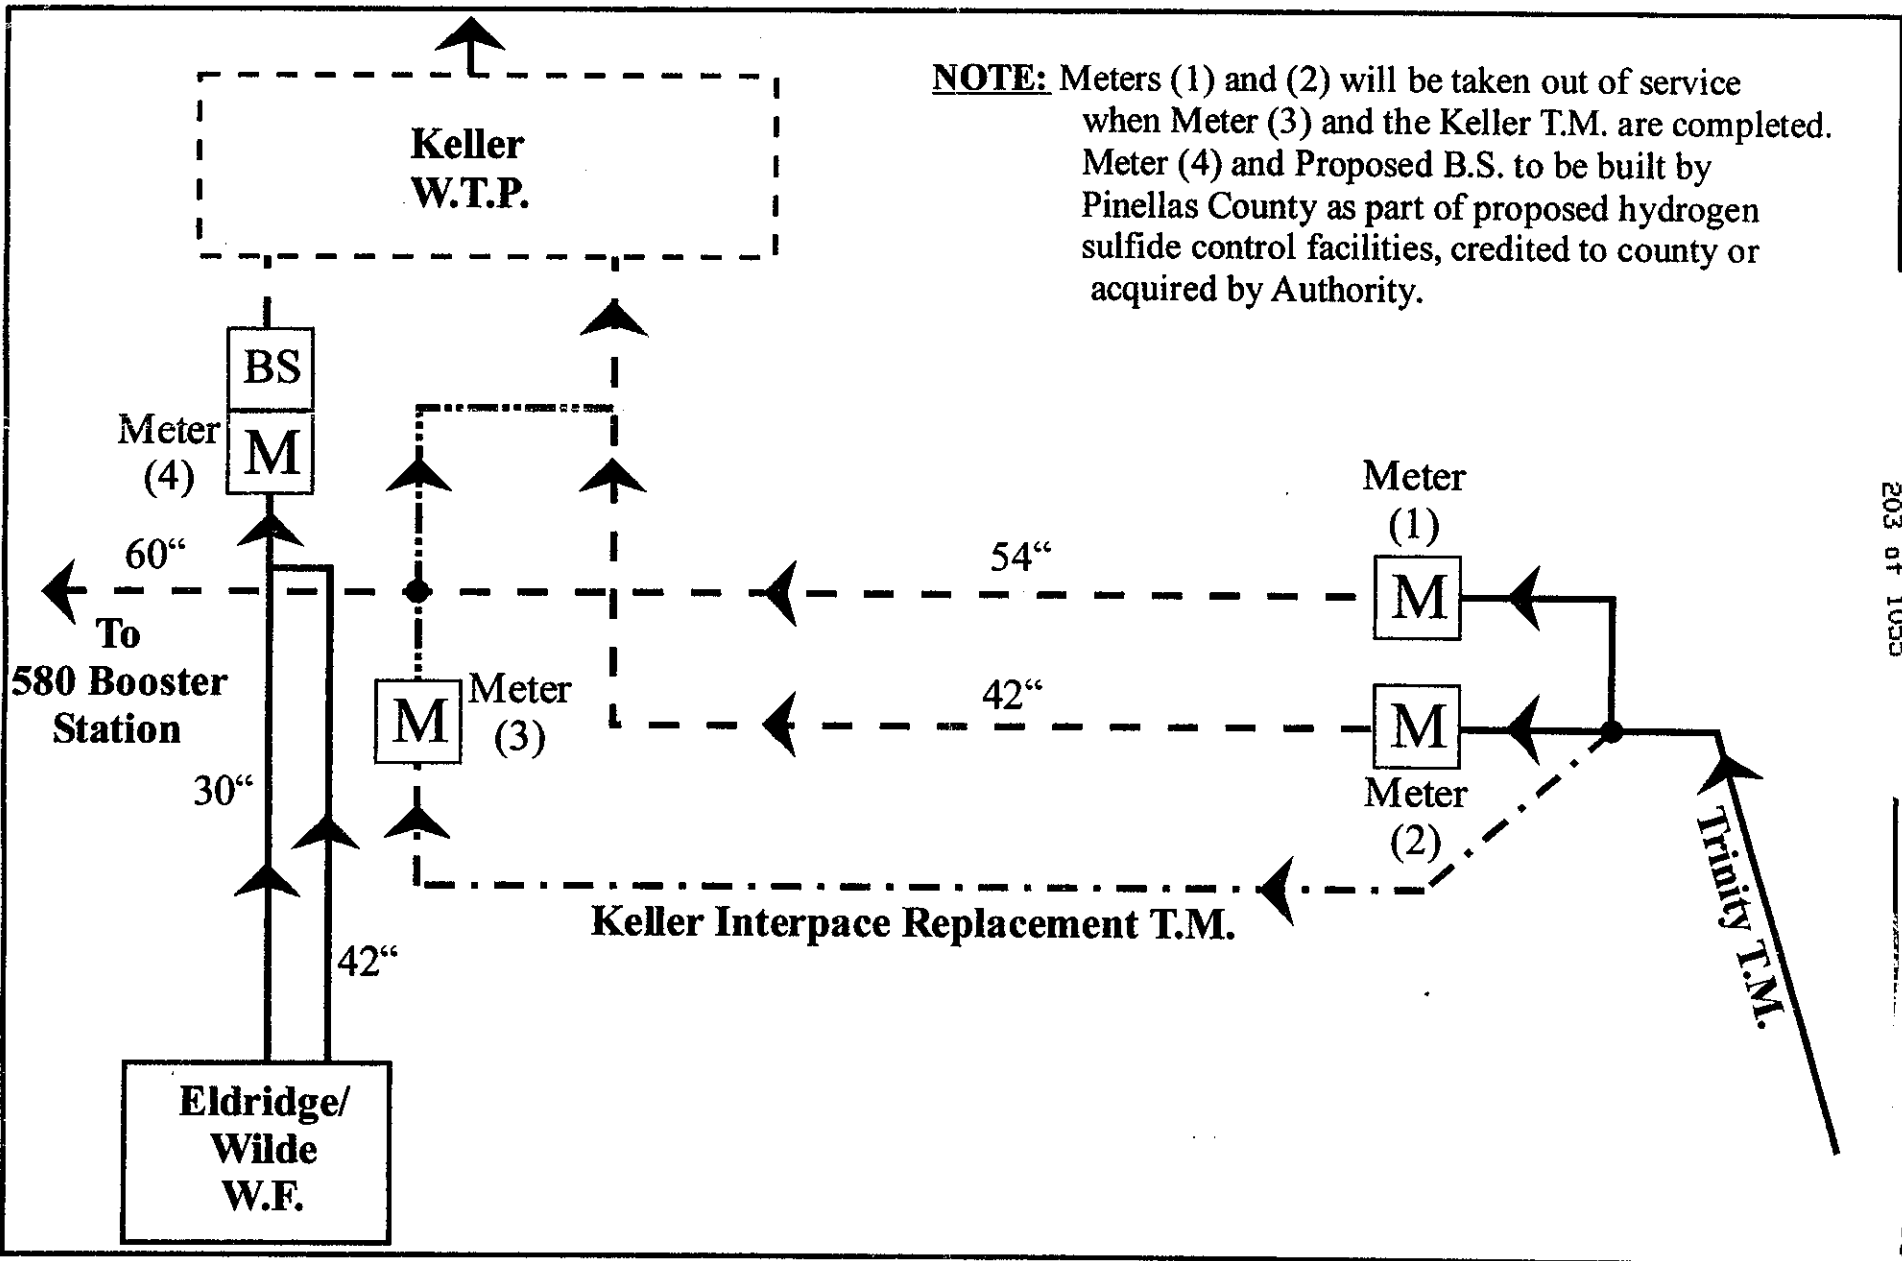 NOTE: Meters (1) and (2) will be taken out of service
when Meter (3) and the Keller T.M. are completed.
Meter (4) and Proposed B.S. to be built by
Pinellas County as part of proposed hydrogen
sulfide control facilities, credited to county or
acquired by Authority.
Keller
W.T.P.
BS
Meter
(4)
M
60“
To
580 Booster
Station
M
Meter
(3)
54“
42“
Meter
(1)
M
M
Meter
(2)
30“
42“
Keller Interpace Replacement T.M.
Trinity T.M.
Eldridge/
Wilde
W.F.
203 of 1055